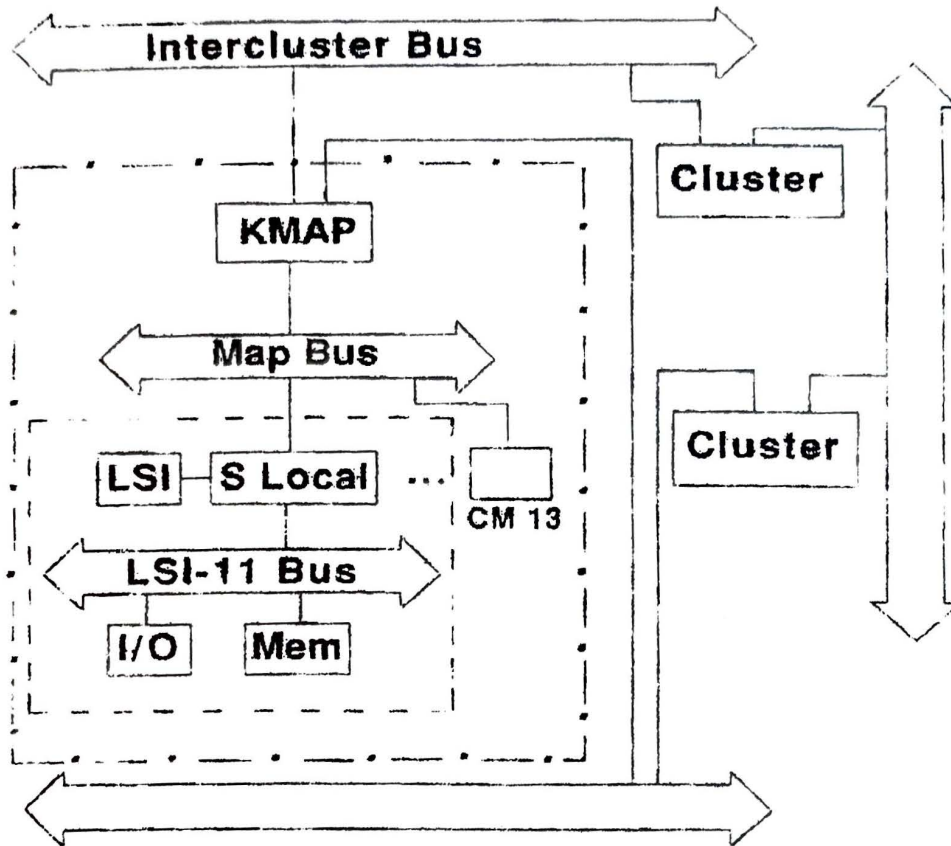 Intercluster Bus
Cluster
KMAP
Map Bus
Cluster
LSI
S Local
...
CM 13
LSI-11 Bus
I/O
Mem